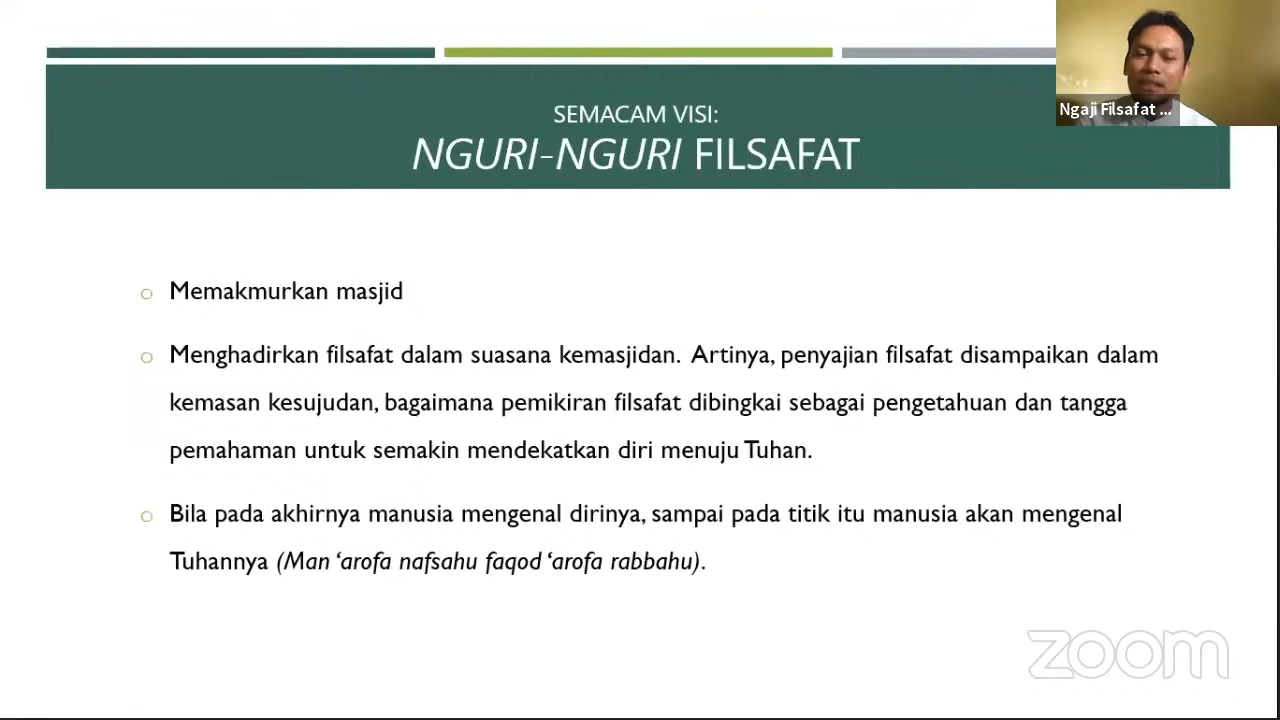 SEMACAM VISI:
NGURI-NGURI FILSAFAT
Ngaji Filsafat ...
Memakmurkan masjid
Menghadirkan filsafat dalam suasana kemasjidan. Artinya, penyajian filsafat disampaikan dalam
kemasan kesujudan, bagaimana pemikiran filsafat dibingkai sebagai pengetahuan dan tangga
pemahaman untuk semakin mendekatkan diri menuju Tuhan.
Bila pada akhirnya manusia mengenal dirinya, sampai pada titik itu manusia akan mengenal
Tuhannya (Man ‘arofa nafsahu faqod ‘arofa rabbahu).
zoom